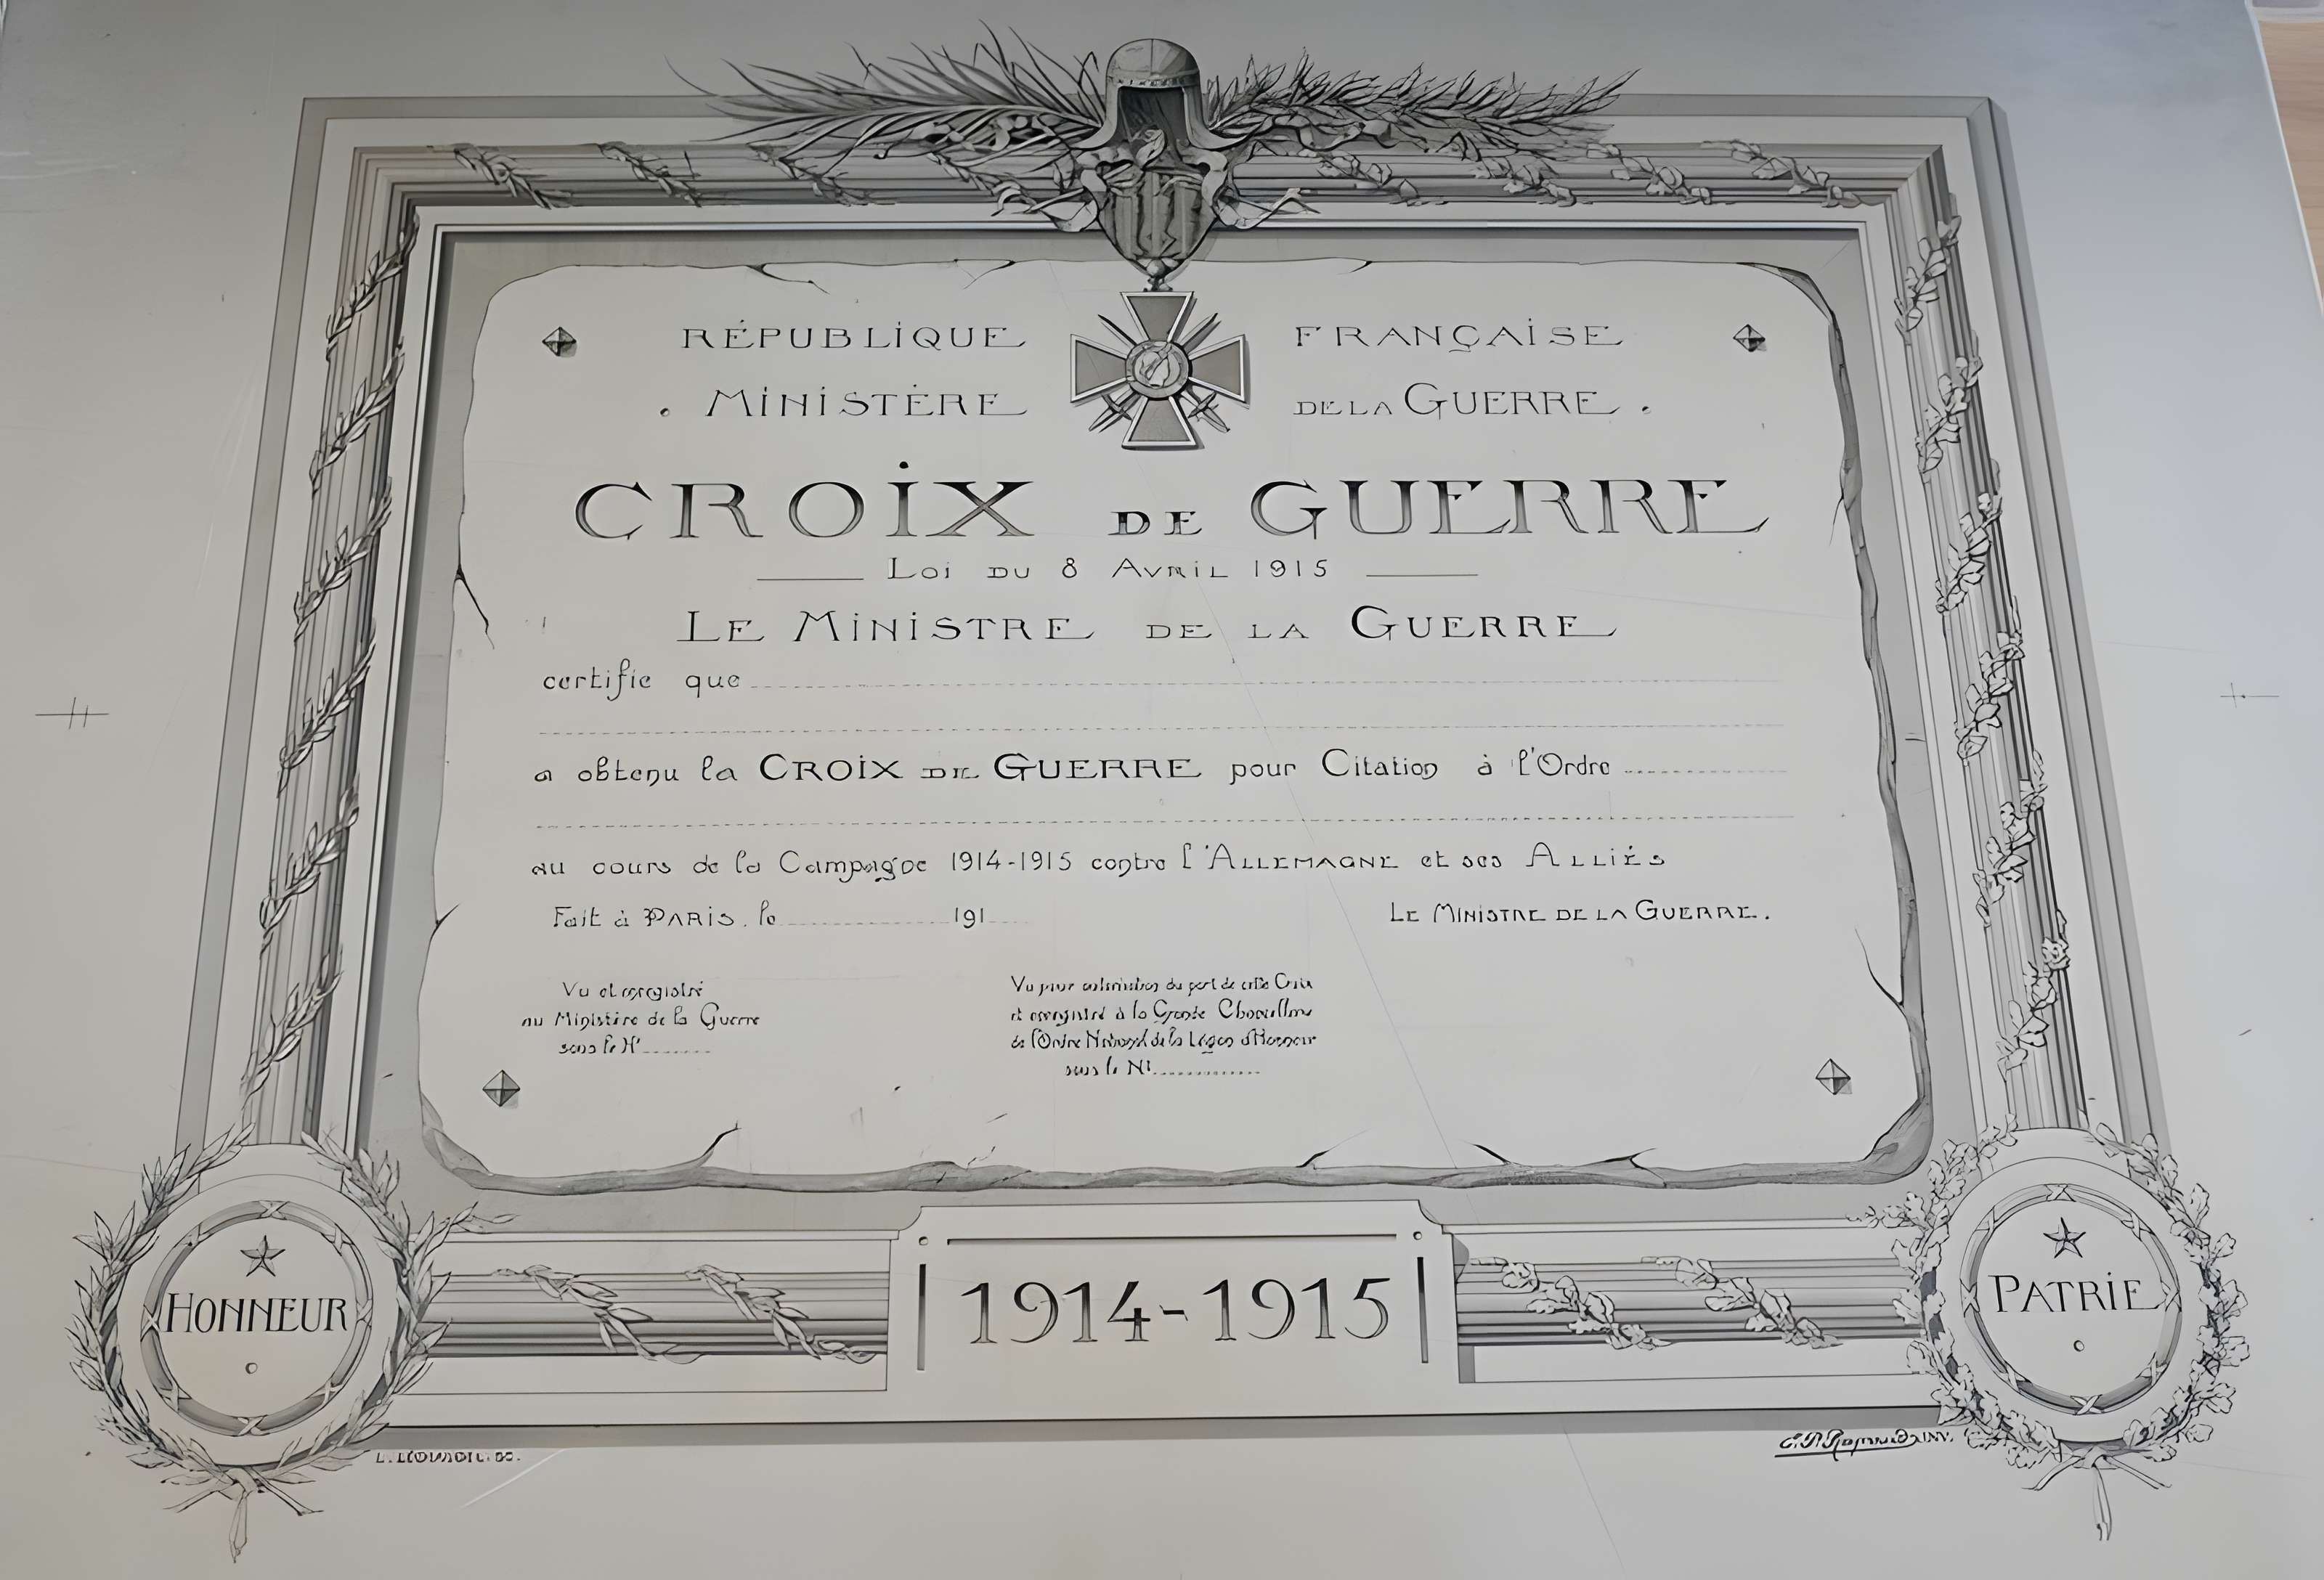 RÉPUBLIQUE FRANÇAISE
MINISTÈRE DE LA GUERRE.
CROIX DE GUERRE
LOI DU 8 AVRIL 1915
LE MINISTRE DE LA GUERRE
certifie que
a obtenu la CROIX DE GUERRE pour Citation à l'Ordre
au cours de la Campagne 1914-1915 contre l'ALLEMAGNE et ses ALLIÉS
Fait à PARIS, le 191
LE MINISTRE DE LA GUERRE.
Vu et enregistré
au Ministère de la Guerre
sous le N°
Vu pour du port de cette Croix
et enregistré à la Grande
de l'Ordre National de la Légion d'Honneur
sous le N°
HONNEUR
1914-1915
PATRIE